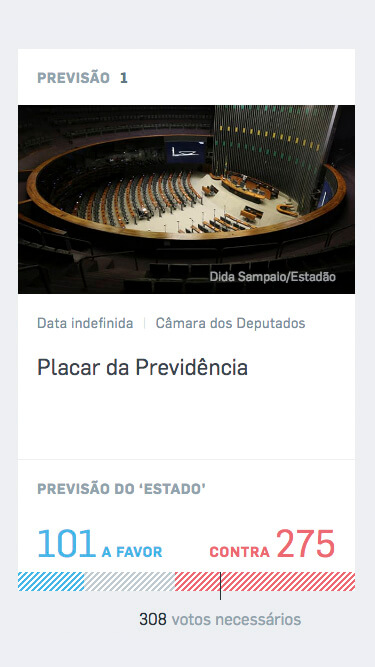 PREVISÃO 1
Dida Sampaio/Estadão
Data indefinida | Câmara dos Deputados
Placar da Previdência
PREVISÃO DO ‘ESTADO’
101 A FAVOR CONTRA 275
308 votos necessários